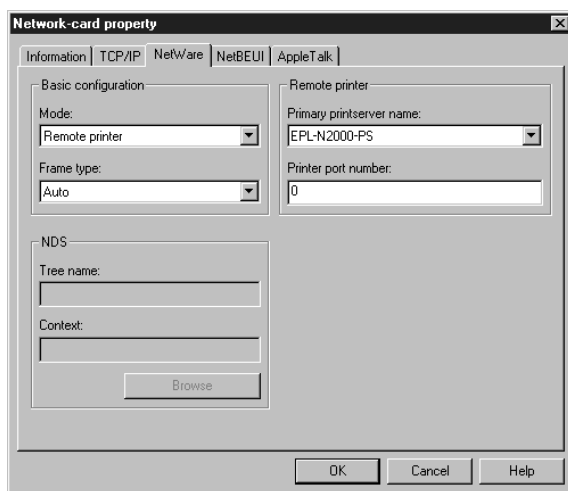 Network-card property
Information TCP/IP NetWare NetBEUI AppleTalk
Basic configuration
Mode:
Remote printer
Frame type:
Auto
Remote printer
Primary printserver name:
EPL-N2000-PS
Printer port number:
0
NDS
Tree name:
Context:
Browse
OK Cancel Help